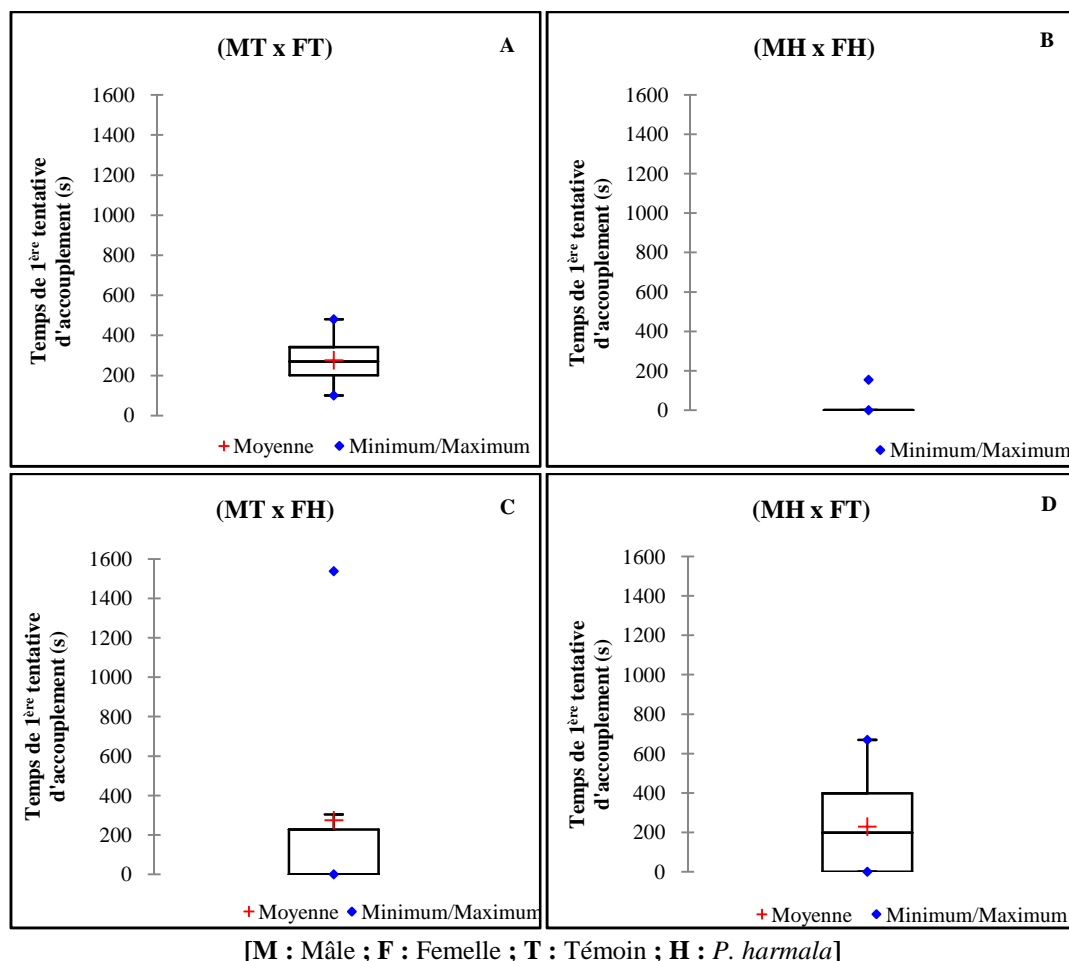 (MT x FT)
A
Temps de 1ère tentative
d'accouplement (s)
1600
1400
1200
1000
800
600
400
200
0
Moyenne
Minimum/Maximum
(MH x FH)
B
Temps de 1ère tentative
d'accouplement (s)
1600
1400
1200
1000
800
600
400
200
0
Minimum/Maximum
(MT x FH)
C
Temps de 1ère tentative
d'accouplement (s)
1600
1400
1200
1000
800
600
400
200
0
Moyenne
Minimum/Maximum
(MH x FT)
D
Temps de 1ère tentative
d'accouplement (s)
1600
1400
1200
1000
800
600
400
200
0
Moyenne
Minimum/Maximum
[M : Mâle ; F : Femelle ; T : Témoin ; H : P. harmala]